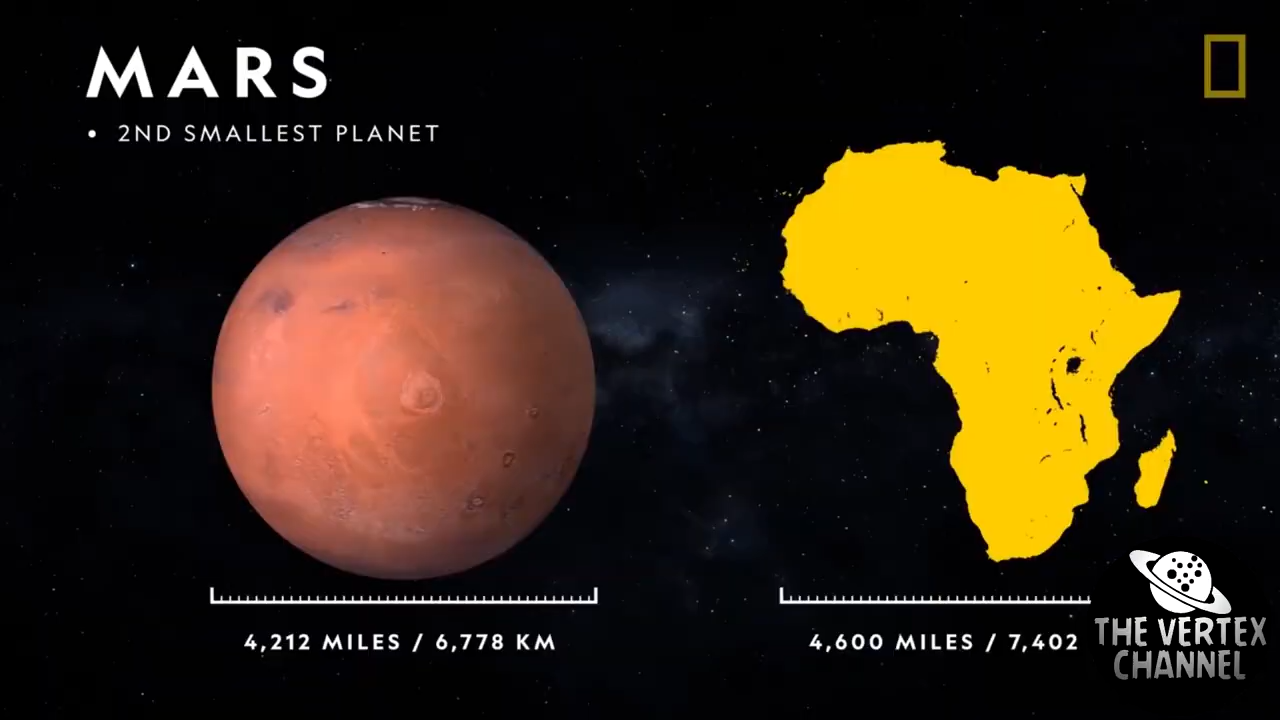 MARS
• 2ND SMALLEST PLANET
4,212 MILES / 6,778 KM
4,600 MILES / 7,402
THE VERTEX
CHANNEL